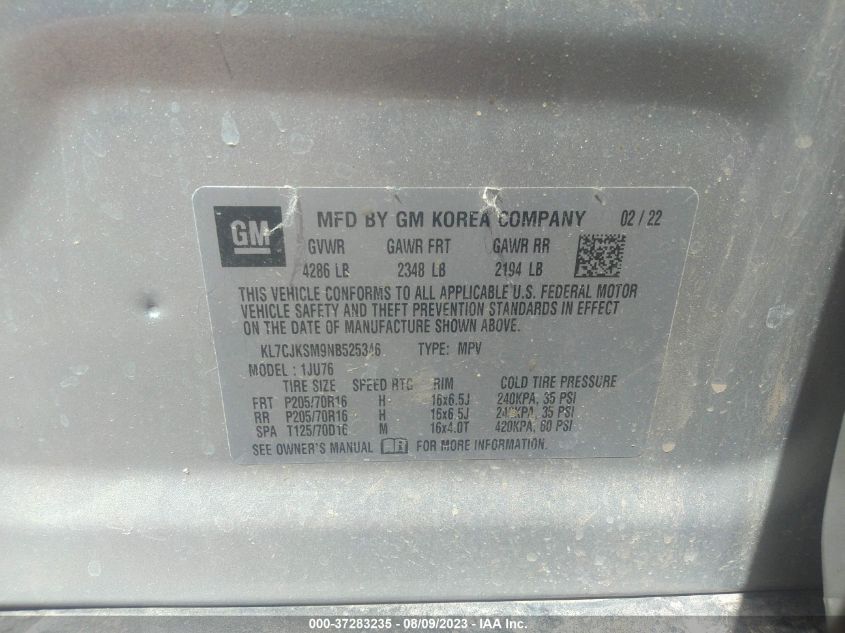 GM MFD BY GM KOREA COMPANY 02 / 22
GVWR GAWR FRT GAWR RR
4286 LB 2348 LB 2194 LB
THIS VEHICLE CONFORMS TO ALL APPLICABLE U.S. FEDERAL MOTOR
VEHICLE SAFETY AND THEFT PREVENTION STANDARDS IN EFFECT
ON THE DATE OF MANUFACTURE SHOWN ABOVE.
KL7CJKSM9NB525346 TYPE: MPV
MODEL : 1JU76
TIRE SIZE SPEED RTG RIM COLD TIRE PRESSURE
FRT P205/70R16 H 16x6.5J 240KPA, 35 PSI
RR P205/70R16 H 16x6.5J 240KPA, 35 PSI
SPA T125/70D16 M 16x4.0T 420KPA, 60 PSI
SEE OWNER'S MANUAL FOR MORE INFORMATION.
000-37283235 - 08/09/2023 - IAA Inc.